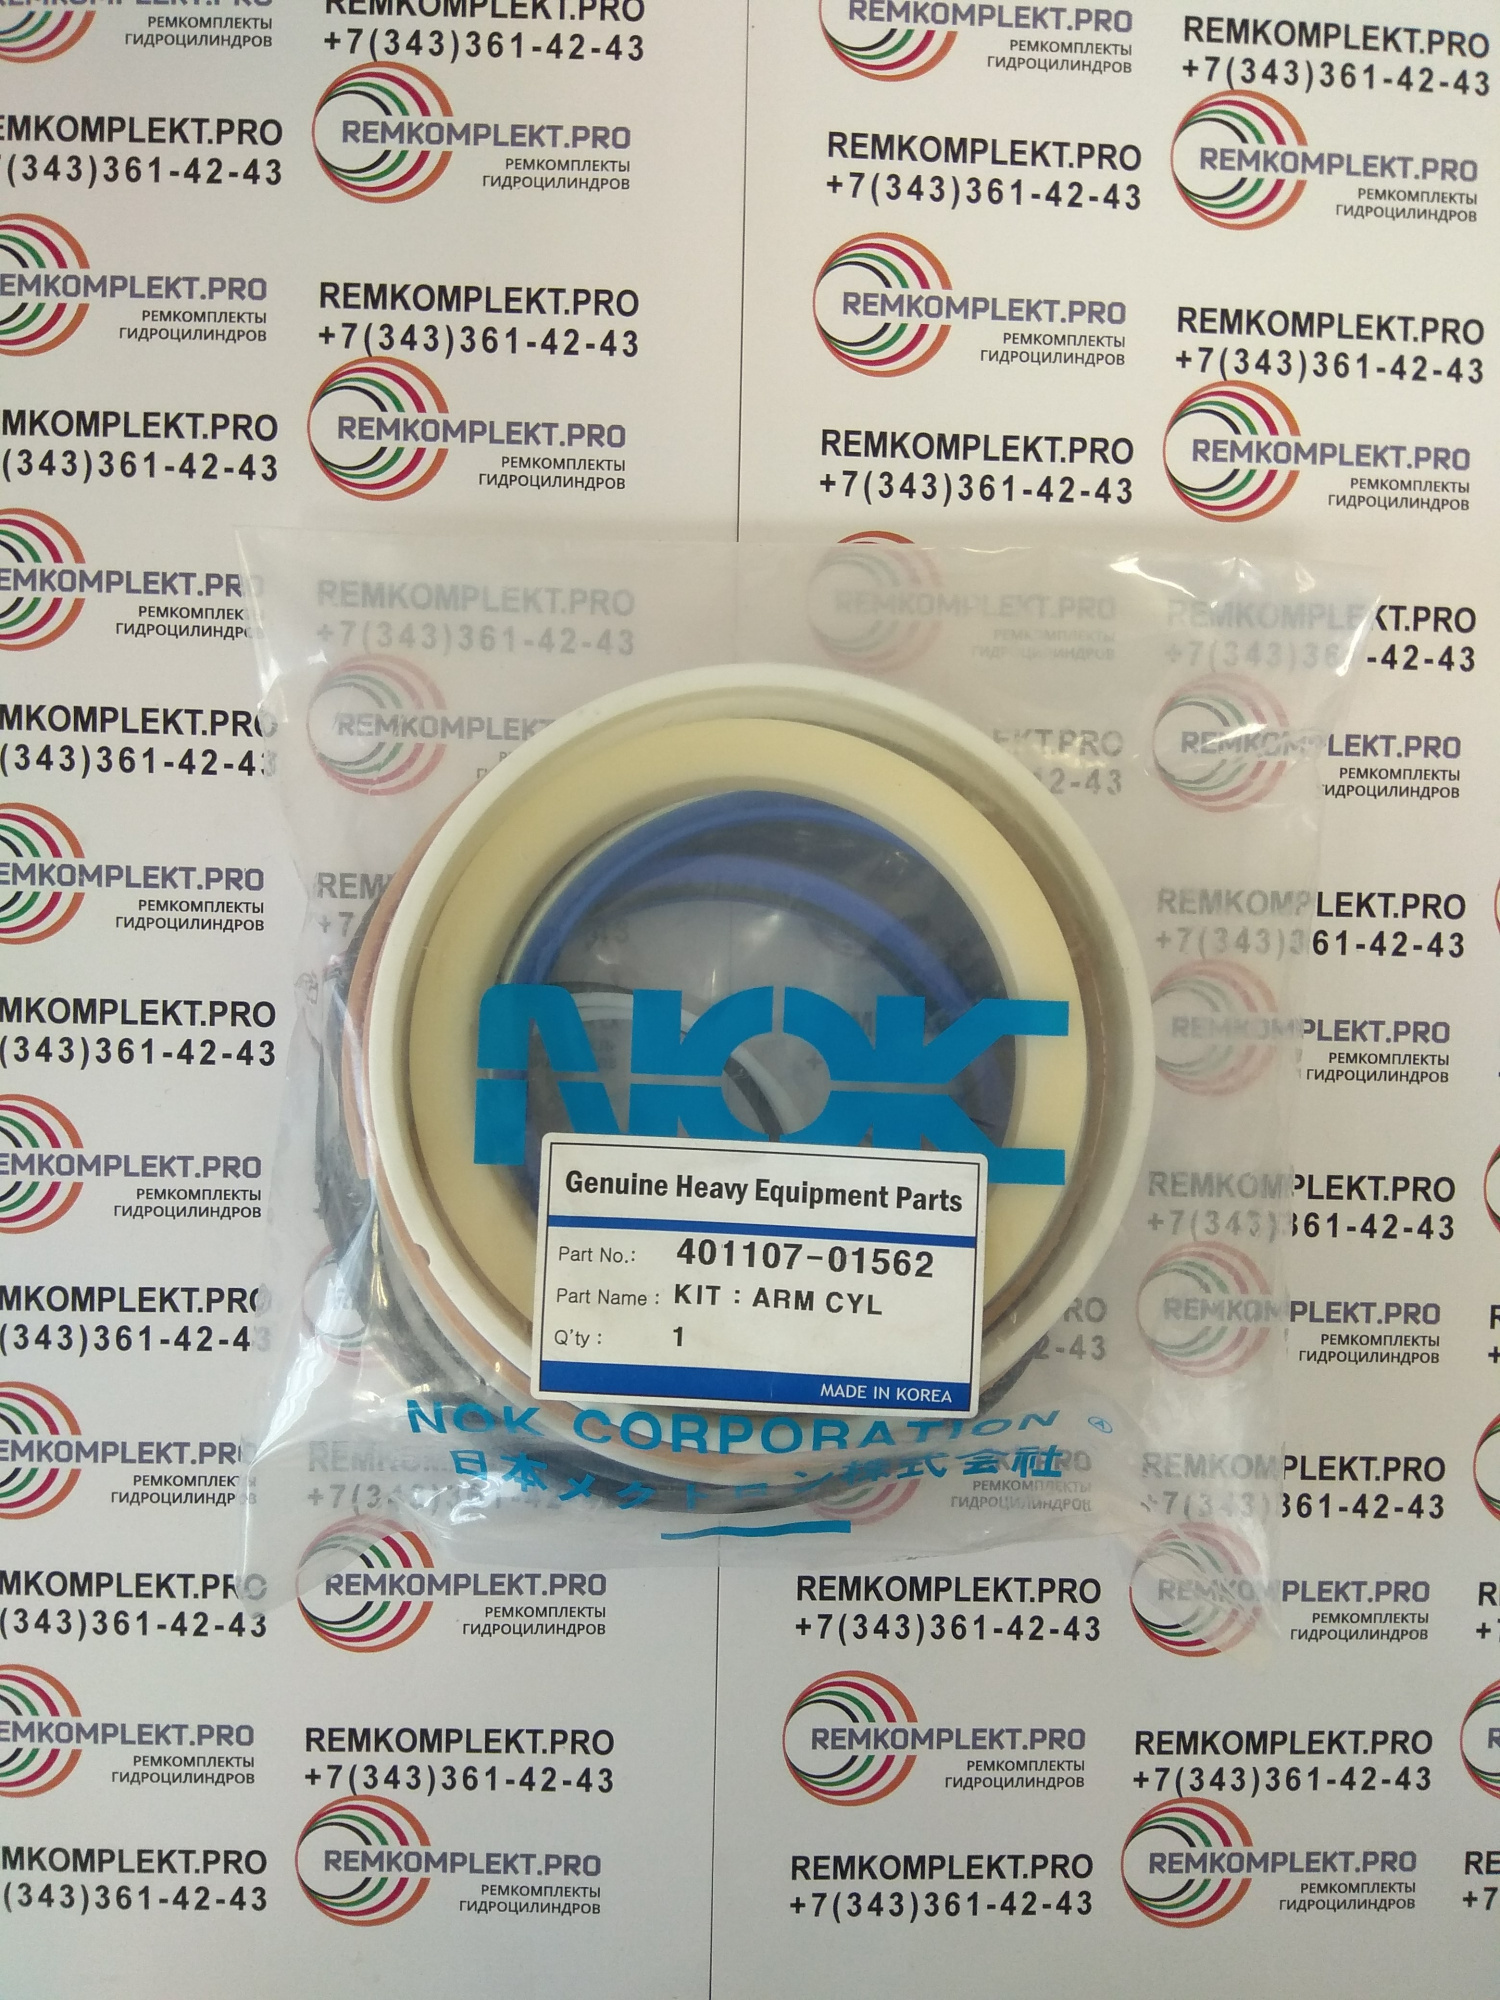 REMKOMPLEKT.PRO
+7(343)361-42-43
REMKOMPLEKT.PRO
РЕМКОМПЛЕКТЫ
ГИДРОЦИЛИНДРОВ
NOK
Genuine Heavy Equipment Parts
Part No.: 401107-01562
Part Name : KIT : ARM CYL
Q'ty : 1
MADE IN KOREA
NOK CORPORATION
日本メクトロン株式会社